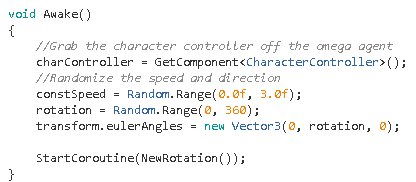 void Awake()
{
    //Grab the character controller off the omega agent
    charController = GetComponent<CharacterController>();
    //Randomize the speed and direction
    constSpeed = Random.Range(0.0f, 3.0f);
    rotation = Random.Range(0, 360);
    transform.eulerAngles = new Vector3(0, rotation, 0);

    StartCoroutine(NewRotation());
}